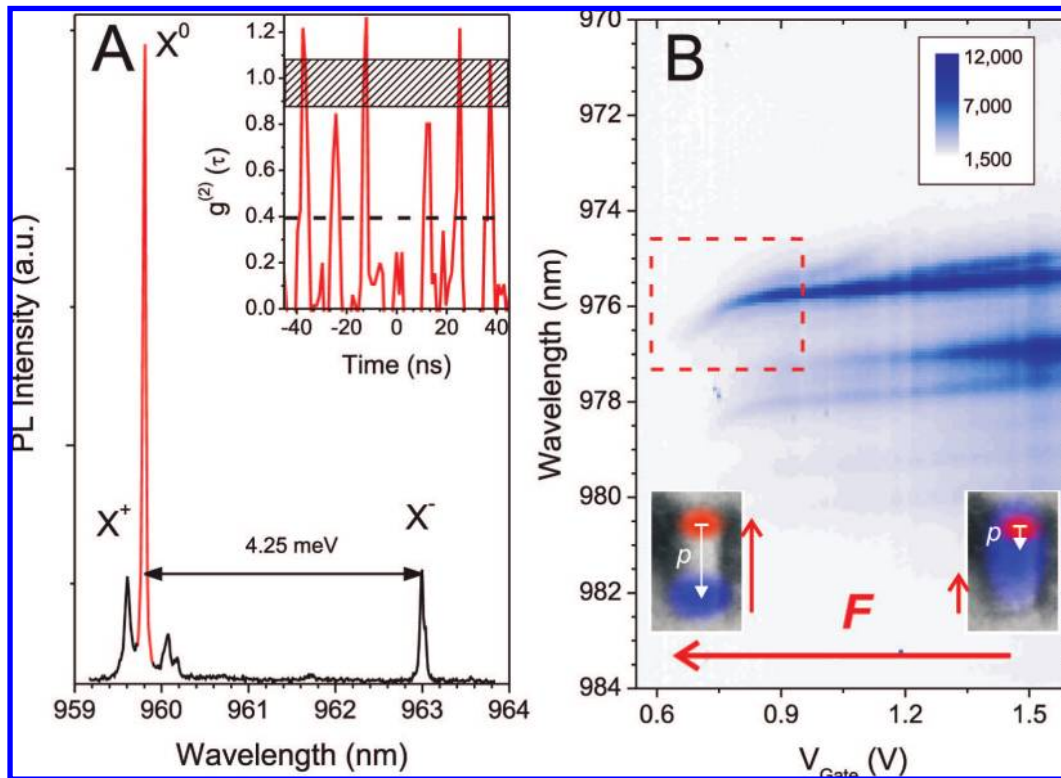 A
X⁰
X⁺
X⁻
4.25 meV
PL Intensity (a.u.)
959 960 961 962 963 964
Wavelength (nm)
g⁽²⁾ (τ)
1.2
1.0
0.8
0.6
0.4
0.2
0.0
-40 -20 0 20 40
Time (ns)
B
12,000
7,000
1,500
Wavelength (nm)
970
972
974
976
978
980
982
984
p
p
F
0.6 0.9 1.2 1.5
V_Gate (V)